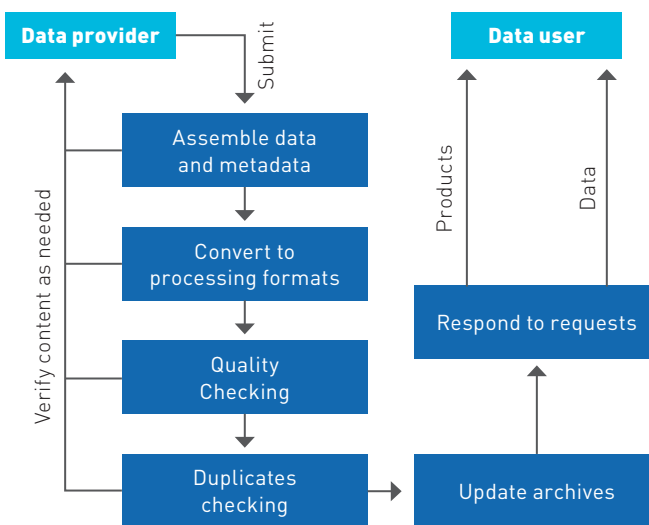 Data provider
Submit
Assemble data
and metadata
Convert to
processing formats
Quality
Checking
Duplicates
checking
Verify content as needed
Data user
Products
Data
Respond to requests
Update archives